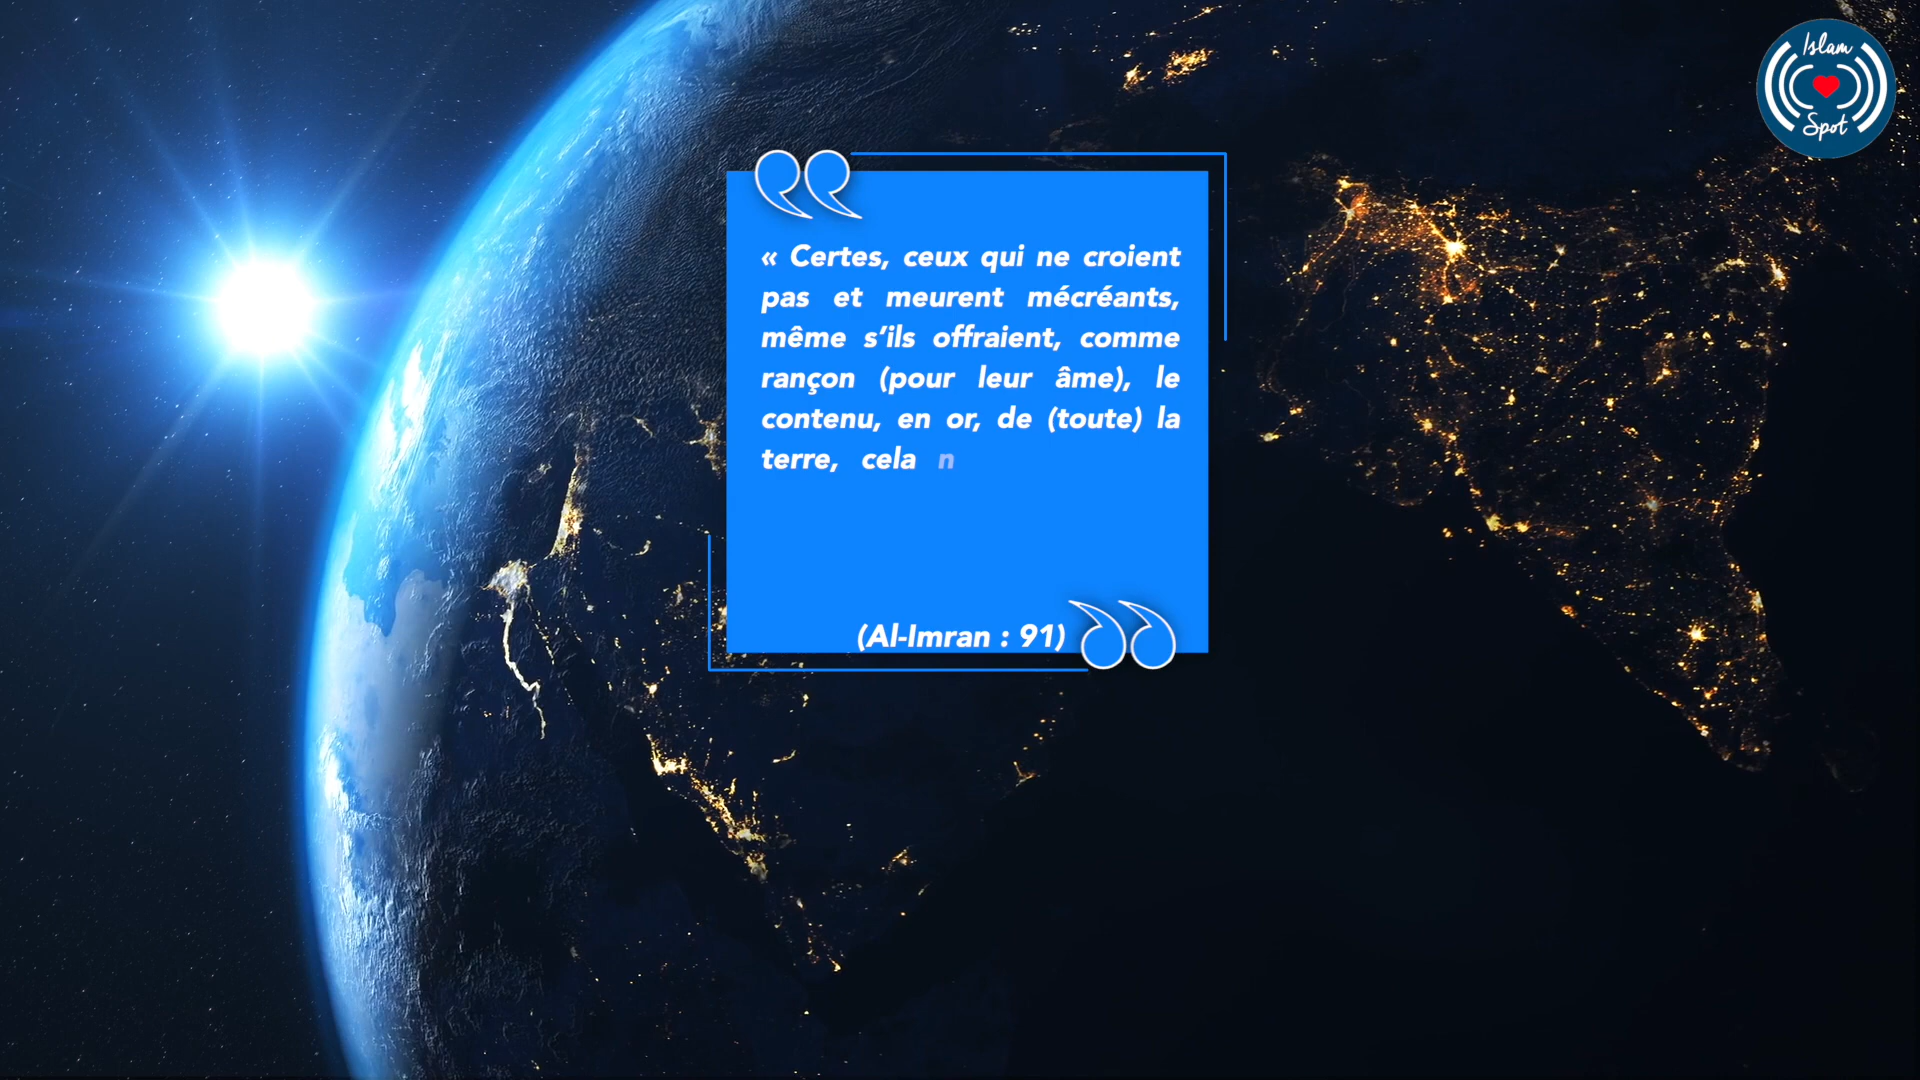 Islam
Spot
« Certes, ceux qui ne croient
pas et meurent mécréants,
même s’ils offraient, comme
rançon (pour leur âme), le
contenu, en or, de (toute) la
terre, cela n
(Al-Imran : 91)